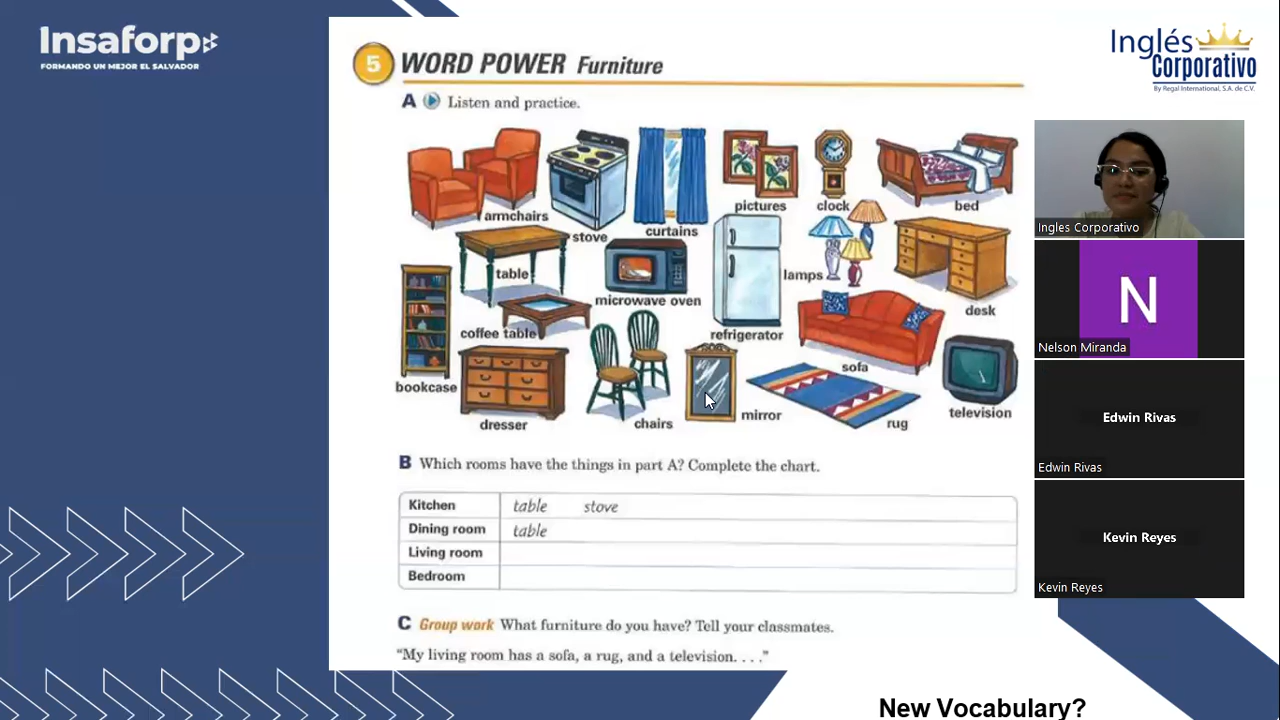 Insaforp
FORMANDO UN MEJOR EL SALVADOR
5 WORD POWER Furniture
A Listen and practice.
armchairs
stove
curtains
pictures
clock
bed
table
microwave oven
refrigerator
lamps
desk
coffee table
bookcase
dresser
chairs
mirror
sofa
rug
television
B Which rooms have the things in part A? Complete the chart.
Kitchen table stove
Dining room table
Living room
Bedroom
C Group work What furniture do you have? Tell your classmates.
“My living room has a sofa, a rug, and a television. . . .”
New Vocabulary?
Inglés
Corporativo
By Regal International, S.A. de C.V.
Ingles Corporativo
N
Nelson Miranda
Edwin Rivas
Edwin Rivas
Kevin Reyes
Kevin Reyes